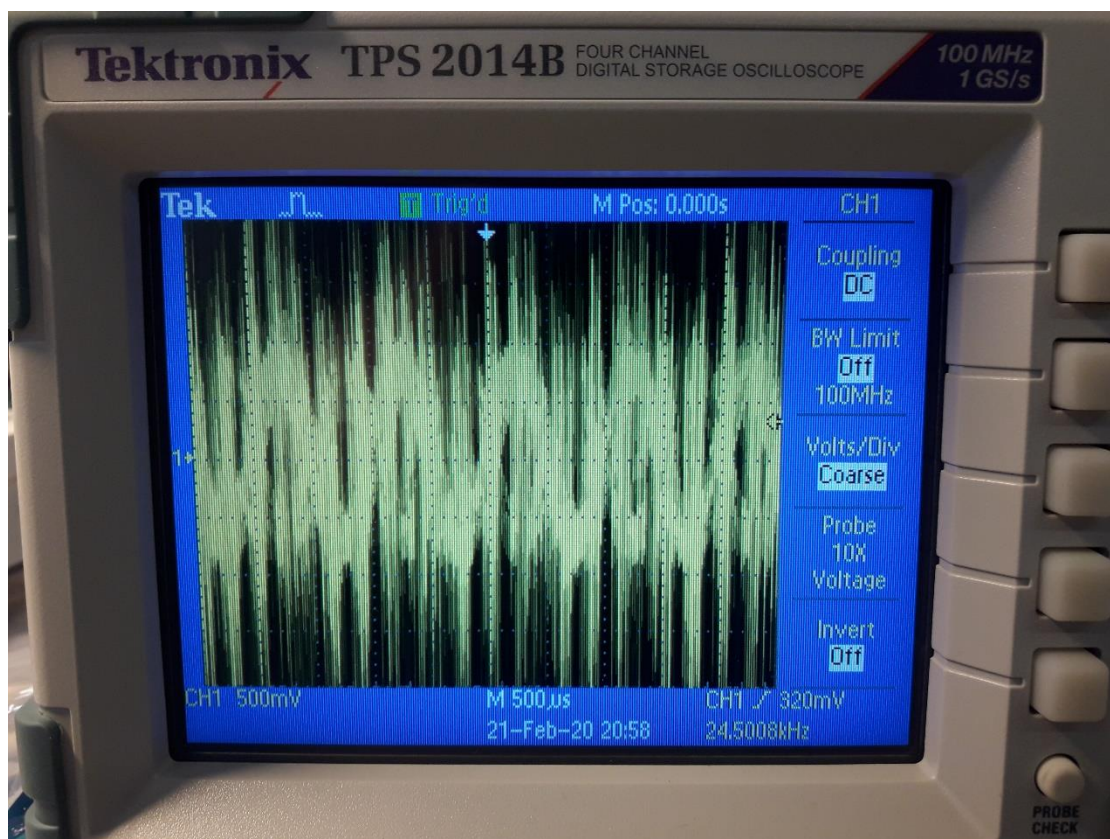 Tektronix TPS 2014B FOUR CHANNEL
DIGITAL STORAGE OSCILLOSCOPE
100 MHz
1 GS/s
Tek T Trig'd M Pos: 0.000s CH1
Coupling
DC
BW Limit
Off
100MHz
Volts/Div
Coarse
Probe
10X
Voltage
Invert
Off
1
CH1 500mV M 500µs CH1 320mV
21-Feb-20 20:58 24.5008kHz
PROBE
CHECK